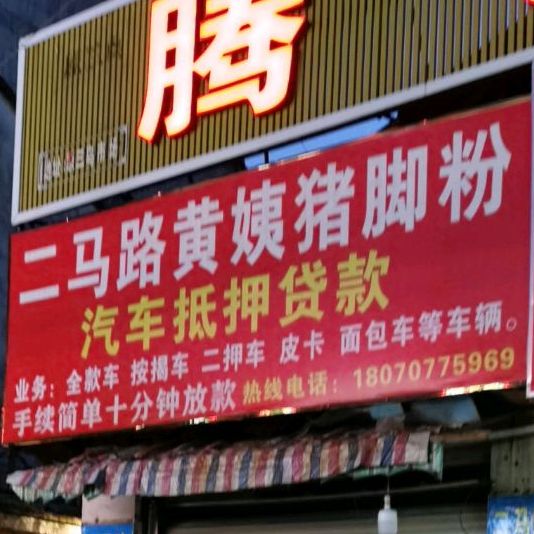 腾
二马路黄姨猪脚粉
汽车抵押贷款
业务：全款车 按揭车 二押车 皮卡 面包车等车辆。
手续简单十分钟放款 热线电话：18070775969